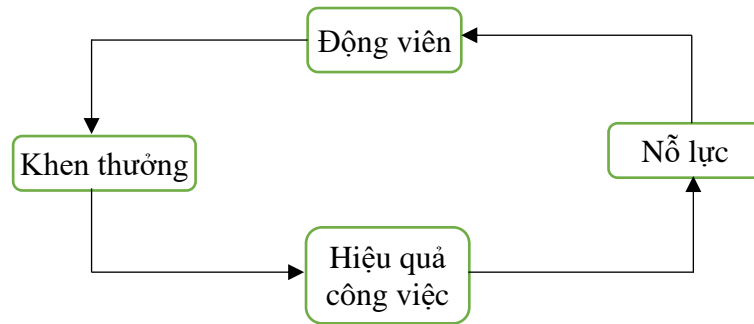 Động viên
Khen thưởng
Nỗ lực
Hiệu quả
công việc